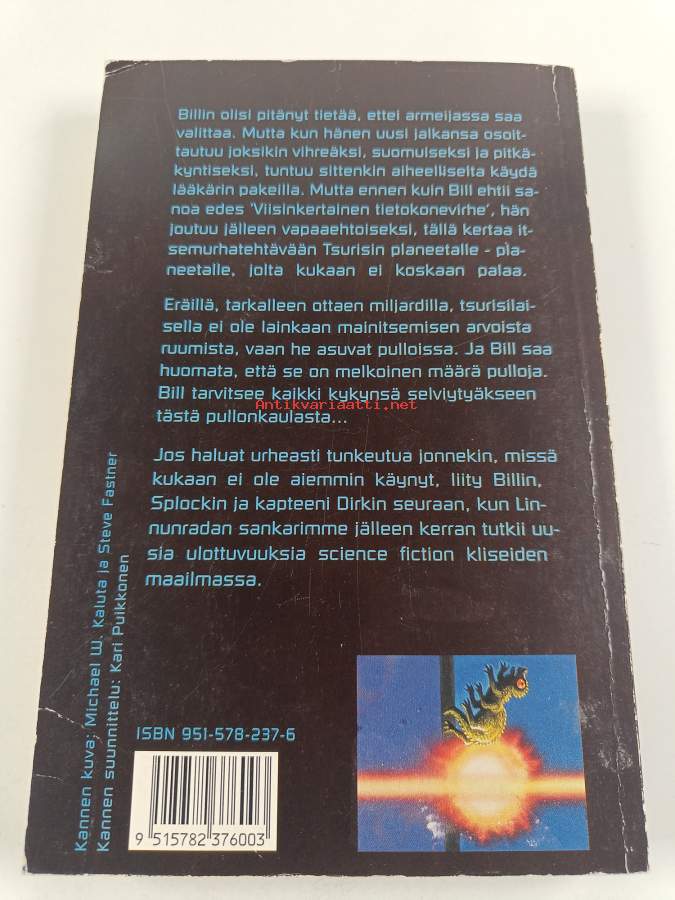 Billin olisi pitänyt tietää, ettei armeijassa saa
valittaa. Mutta kun hänen uusi jalkansa osoit-
tautuu joksikin vihreäksi, suomuiseksi ja pitkä-
kyntiseksi, tuntuu sittenkin aiheelliselta käydä
lääkärin pakeilla. Mutta ennen kuin Bill ehtii sa-
noa edes 'Viisinkertainen tietokonevirhe', hän
joutuu jälleen vapaaehtoiseksi, tällä kertaa it-
semurhatehtävään Tsurisin planeetalle - pla-
neetalle, jolta kukaan ei koskaan palaa.
Eräillä, tarkalleen ottaen miljardilla, tsurisilai-
sella ei ole lainkaan mainitsemisen arvoista
ruumista, vaan he asuvat pulloissa. Ja Bill saa
huomata, että se on melkoinen määrä pulloja.
Bill tarvitsee kaikki kykynsä selviytyäkseen
tästä pullonkaulasta...
Antikvariaatti.net
Jos haluat urheasti tunkeutua jonnekin, missä
kukaan ei ole aiemmin käynyt, liity Billin,
Splockin ja kapteeni Dirkin seuraan, kun Lin-
nunradan sankarimme jälleen kerran tutkii uu-
sia ulottuvuuksia science fiction kliseiden
maailmassa.
Kannen kuva: Michael W. Kaluta ja Steve Fastner
Kannen suunnittelu: Kari Puikkonen
ISBN 951-578-237-6
9 515782 376003